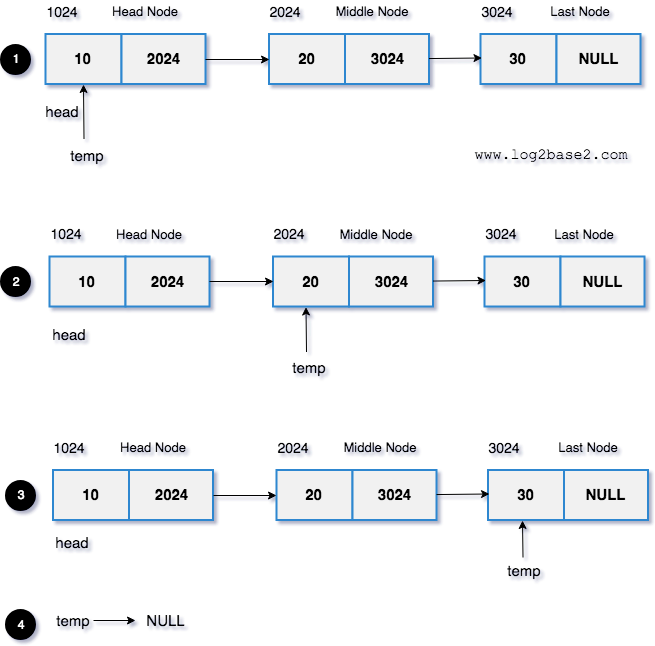 1024 Head Node 2024 Middle Node 3024 Last Node
1 10 2024 20 3024 30 NULL
head
temp
www.log2base2.com
1024 Head Node 2024 Middle Node 3024 Last Node
2 10 2024 20 3024 30 NULL
head
temp
1024 Head Node 2024 Middle Node 3024 Last Node
3 10 2024 20 3024 30 NULL
head
temp
4 temp NULL